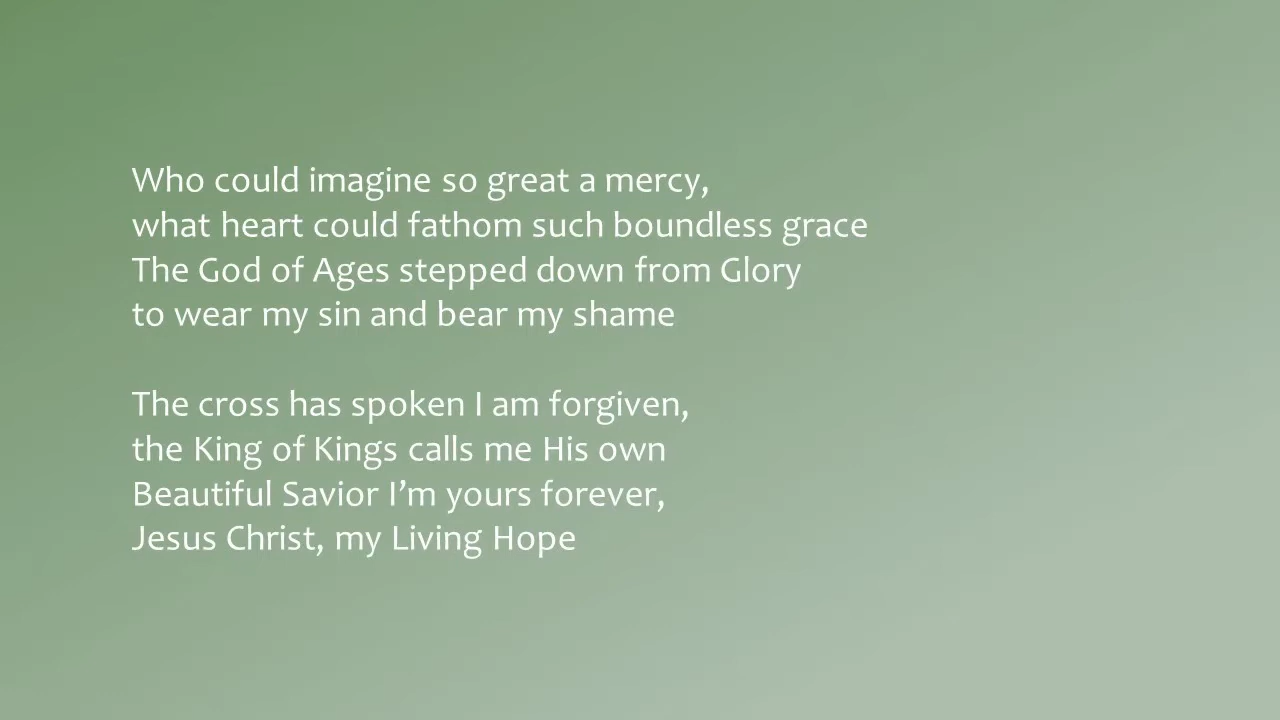 Who could imagine so great a mercy,
what heart could fathom such boundless grace
The God of Ages stepped down from Glory
to wear my sin and bear my shame
The cross has spoken I am forgiven,
the King of Kings calls me His own
Beautiful Savior I’m yours forever,
Jesus Christ, my Living Hope